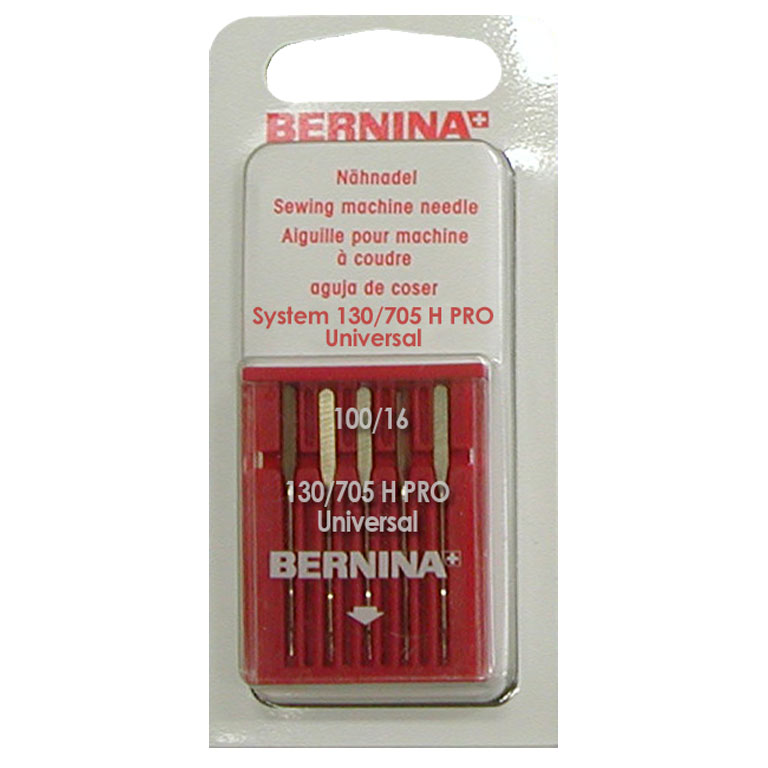 BERNINA+
Nähnadel
Sewing machine needle
Aiguille pour machine
à coudre
aguja de coser
System 130/705 H PRO
Universal
100/16
130/705 H PRO
Universal
BERNINA+